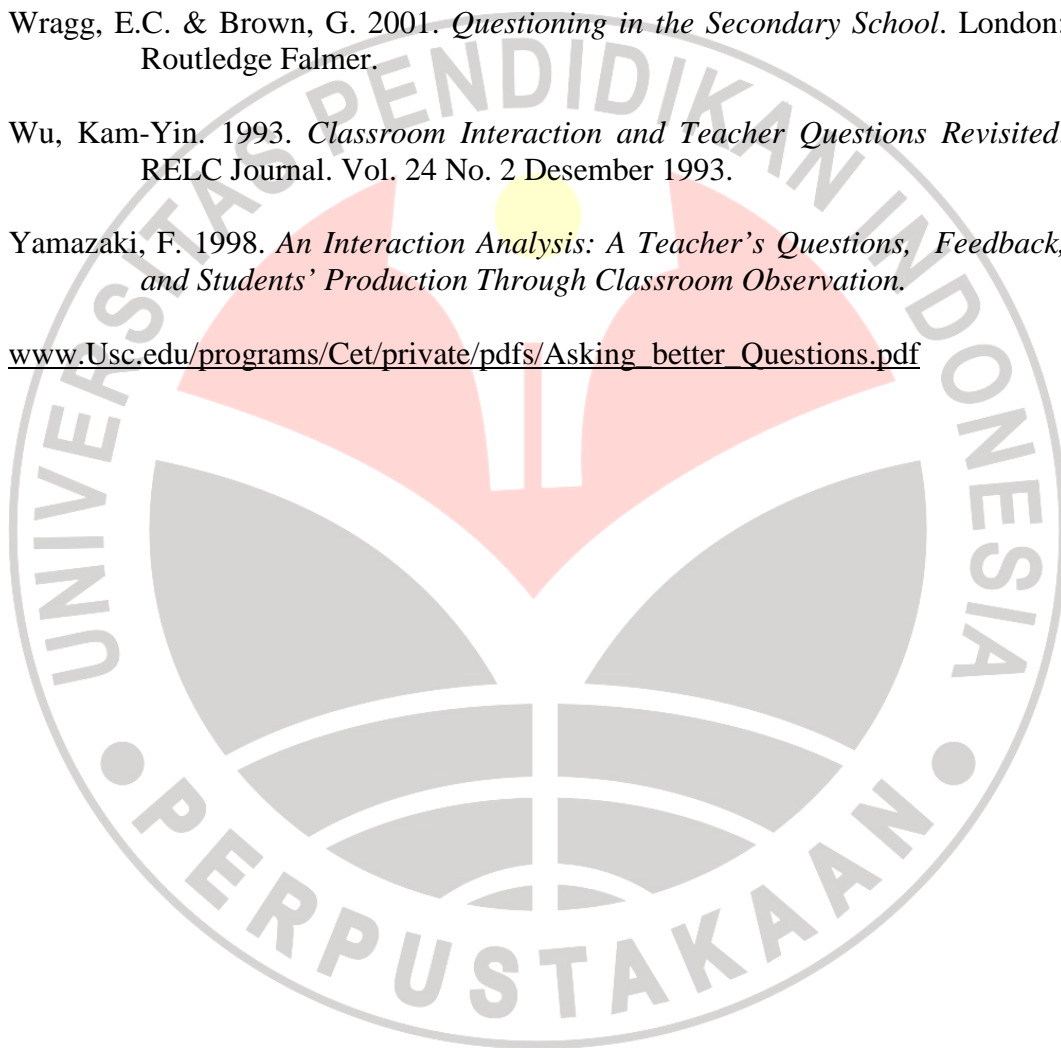 Wragg, E.C. & Brown, G. 2001. Questioning in the Secondary School. London:
Routledge Falmer.
Wu, Kam-Yin. 1993. Classroom Interaction and Teacher Questions Revisited.
RELC Journal. Vol. 24 No. 2 Desember 1993.
Yamazaki, F. 1998. An Interaction Analysis: A Teacher’s Questions, Feedback,
and Students’ Production Through Classroom Observation.
www.Usc.edu/programs/Cet/private/pdfs/Asking_better_Questions.pdf
UNIVERSITAS PENDIDIKAN INDONESIA
PERPUSTAKAAN